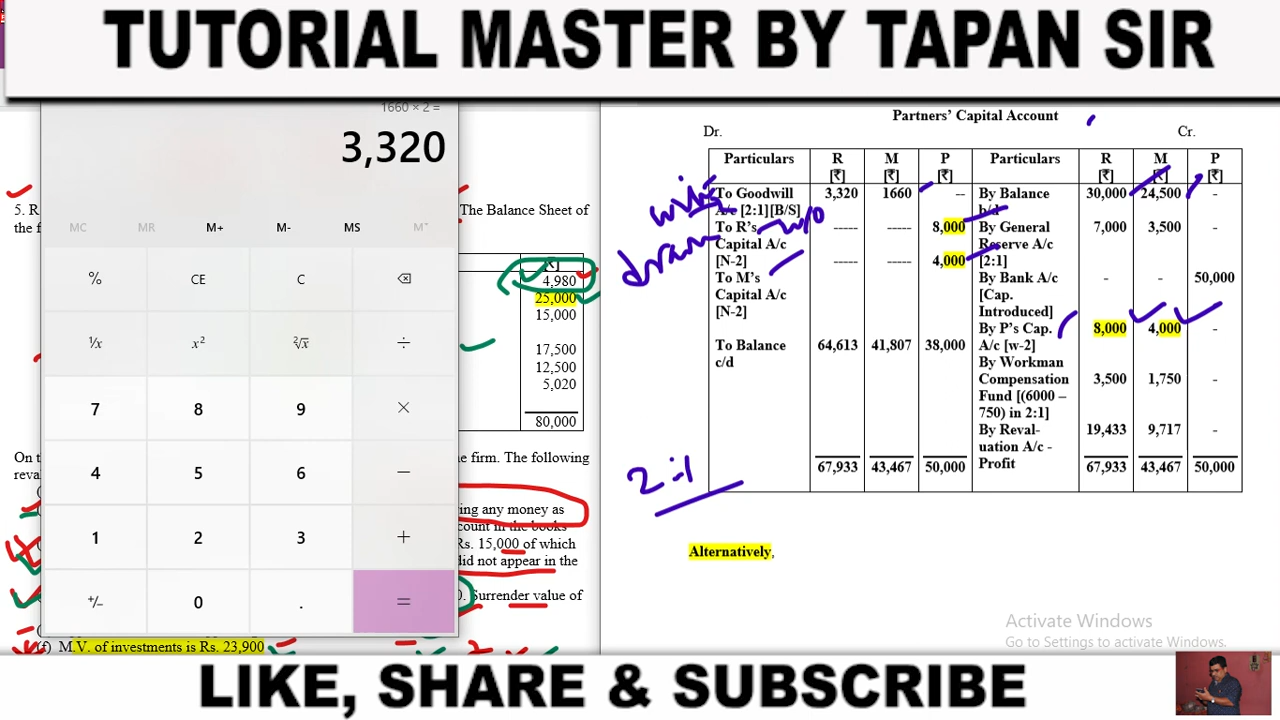 TUTORIAL MASTER BY TAPAN SIR
1660 × 2 =
3,320
MC MR M+ M- MS M˅
% CE C
¹/x x² ²√x ÷
7 8 9 ×
4 5 6 −
1 2 3 +
+/− 0 . =
5. R
The Balance Sheet of
the f
[₹]
4,980
25,000
15,000
17,500
12,500
5,020
80,000
On t
e firm. The following
reva
ing any money as
count in the books
Rs. 15,000 of which
did not appear in the
0. Surrender value of
(f) M.V. of investments is Rs. 23,900
Partners' Capital Account
Dr. Cr.
Particulars R M P Particulars R M P
[₹] [₹] [₹] [₹] [₹] [₹]
To Goodwill 3,320 1660 -- By Balance 30,000 24,500 -
A/c [2:1][B/S] b/d
To R's ----- ----- 8,000 By General 7,000 3,500 -
Capital A/c Reserve A/c
[N-2] ----- ----- 4,000 [2:1]
To M's By Bank A/c - - 50,000
Capital A/c [Cap.
[N-2] Introduced]
By P's Cap. 8,000 4,000 -
To Balance 64,613 41,807 38,000 A/c [w-2]
c/d By Workman
Compensation 3,500 1,750 -
Fund [(6000 –
750) in 2:1]
By Reval- 19,433 9,717 -
uation A/c -
67,933 43,467 50,000 Profit 67,933 43,467 50,000
w/o
2:1
Alternatively,
Activate Windows
Go to Settings to activate Windows.
LIKE, SHARE & SUBSCRIBE